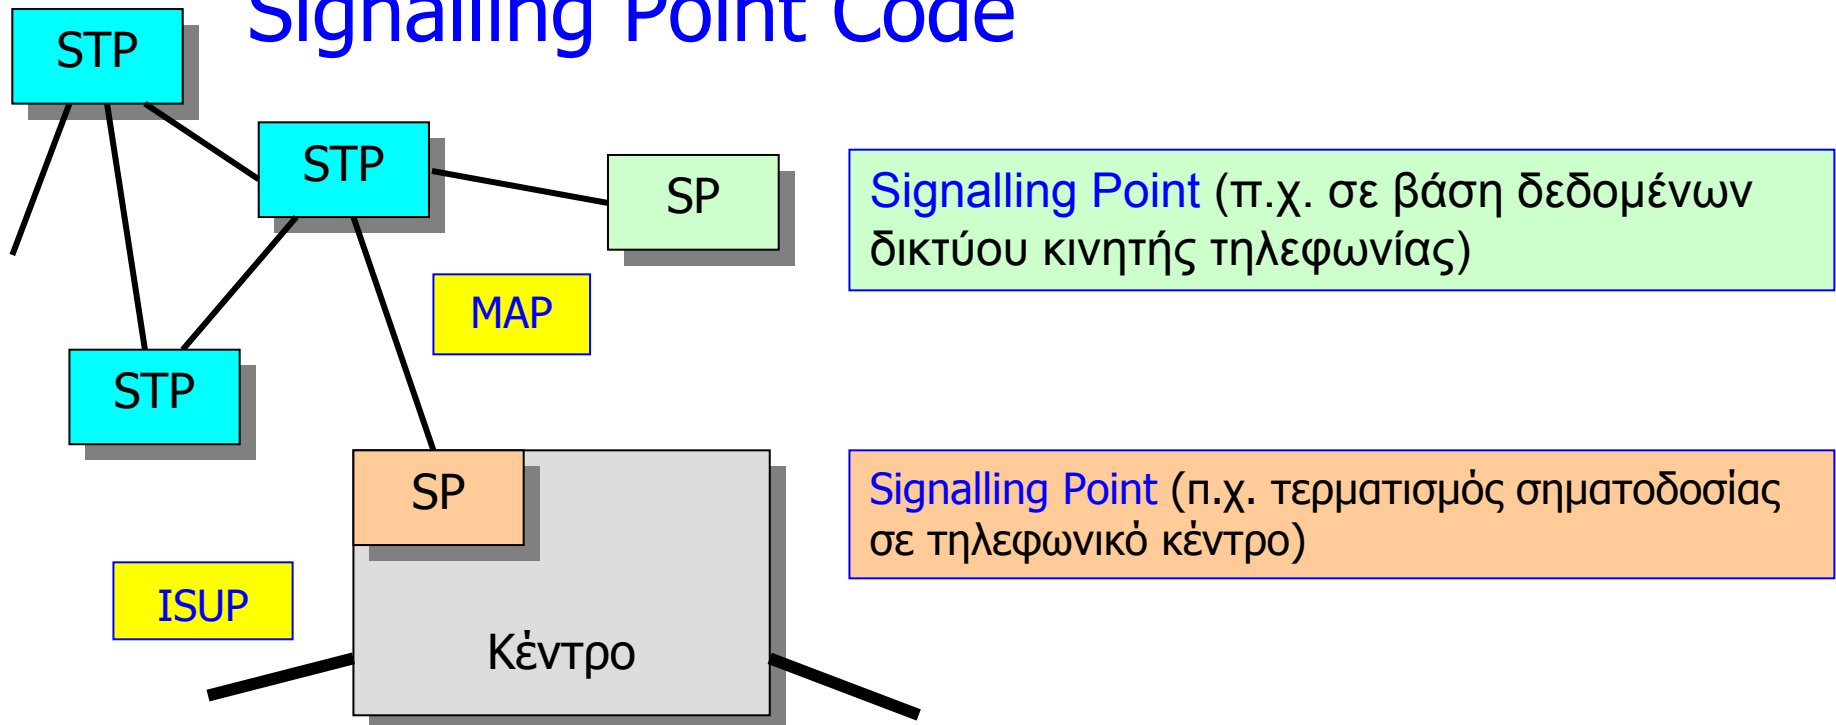 Signalling Point Code
STP
STP
SP
Signalling Point (π.χ. σε βάση δεδομένων
δικτύου κινητής τηλεφωνίας)
MAP
STP
SP
Signalling Point (π.χ. τερματισμός σηματοδοσίας
σε τηλεφωνικό κέντρο)
ISUP
Κέντρο